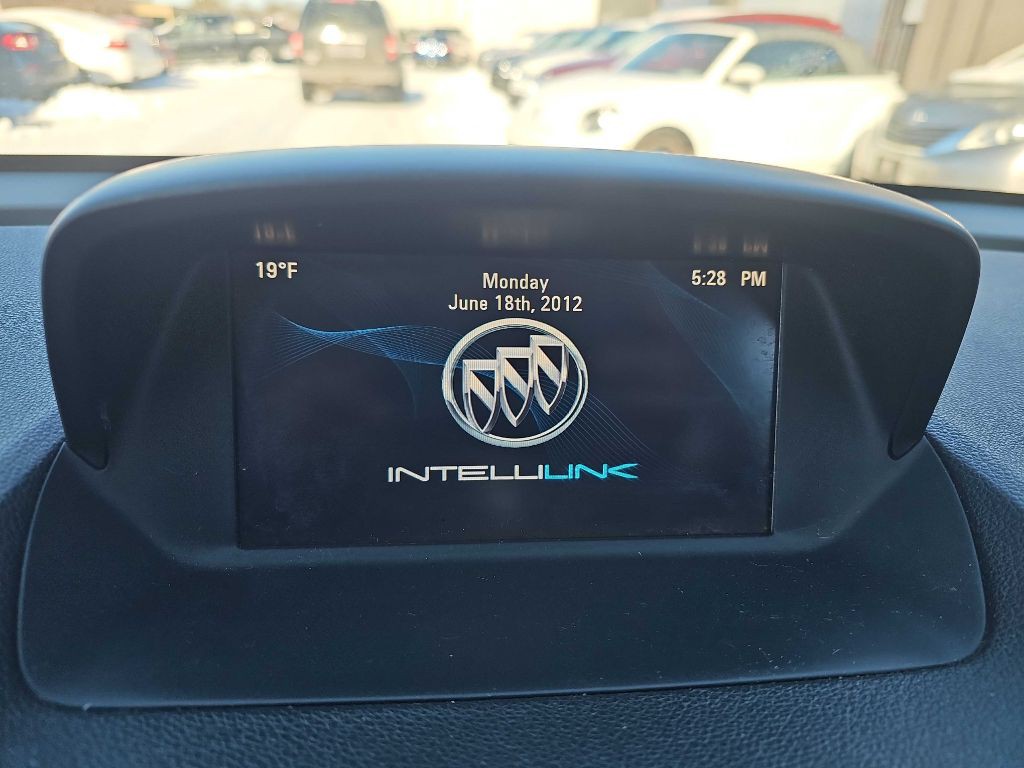 19°F
Monday
5:28 PM
June 18th, 2012
INTELLILINK